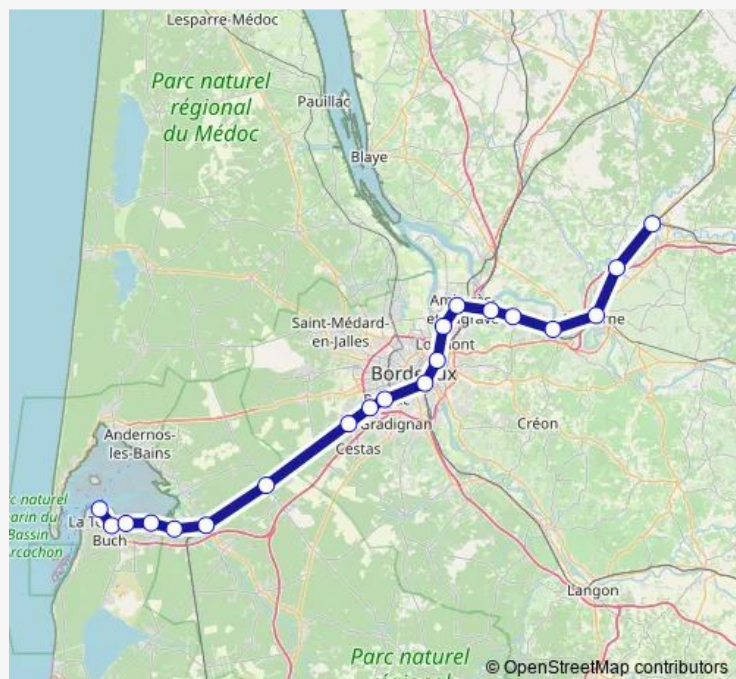 Lesparre-Médoc
Parc naturel
régional
du Médoc
Pauillac
Blaye
Saint-Médard-
en-Jalles
Bordeaux
Gradignan
Cestas
Créon
Andernos-
les-Bains
Buch
Langon
Parc naturel
© OpenStreetMap contributors